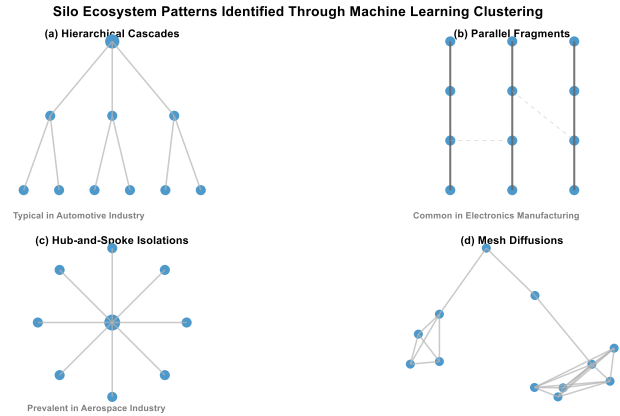 Silo Ecosystem Patterns Identified Through Machine Learning Clustering
(a) Hierarchical Cascades
(b) Parallel Fragments
Typical in Automotive Industry
Common in Electronics Manufacturing
(c) Hub-and-Spoke Isolations
(d) Mesh Diffusions
Prevalent in Aerospace Industry